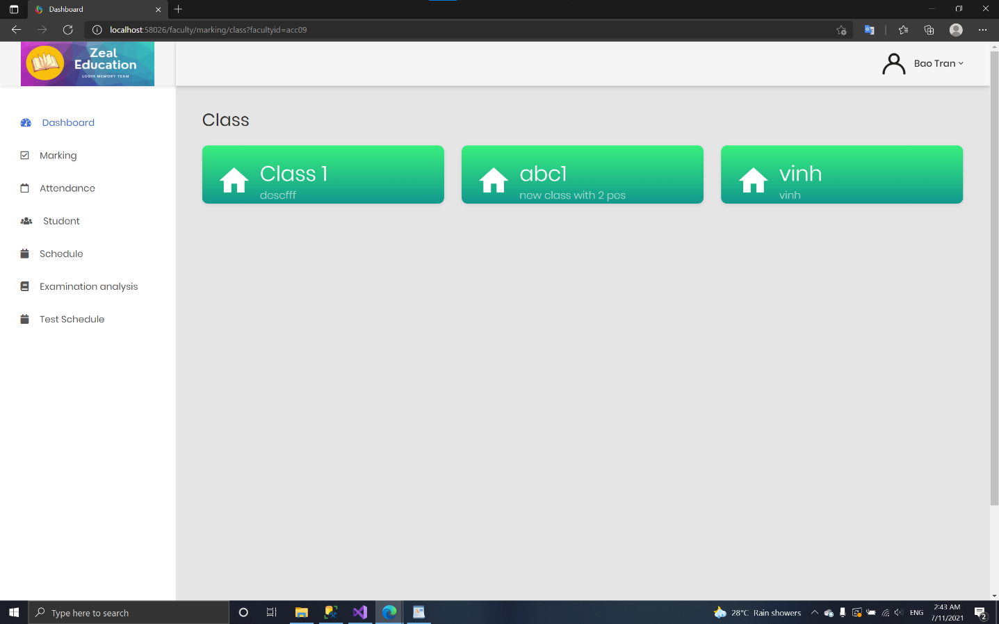 Dashboard
localhost:58026/faculty/marking/class?facultyid=acc09
Zeal
Education
LOGIN MEMORY TEAM
Bao Tran
Dashboard
Marking
Attendance
Student
Schedule
Examination analysis
Test Schedule
Class
Class 1
descfff
abc1
new class with 2 pcs
vinh
vinh
Type here to search
28°C Rain showers
ENG
2:43 AM
7/11/2021
2